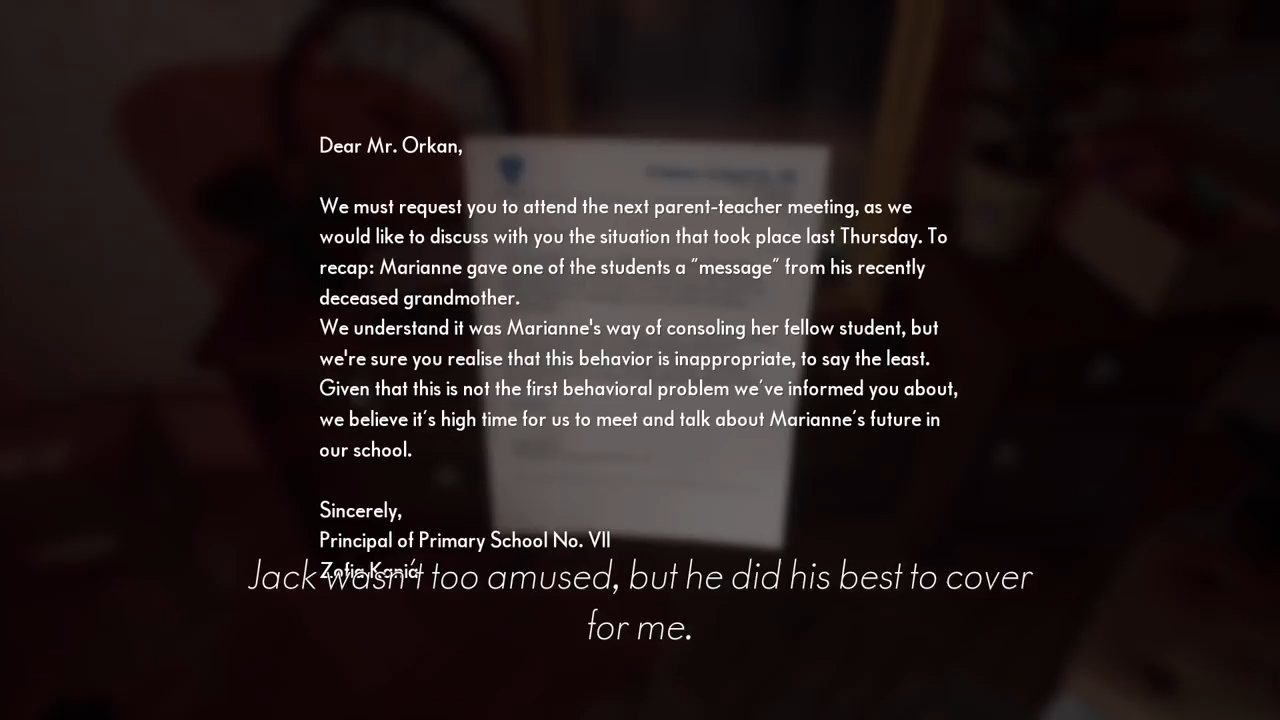 Dear Mr. Orkan,
We must request you to attend the next parent-teacher meeting, as we
would like to discuss with you the situation that took place last Thursday. To
recap: Marianne gave one of the students a "message" from his recently
deceased grandmother.
We understand it was Marianne's way of consoling her fellow student, but
we're sure you realise that this behavior is inappropriate, to say the least.
Given that this is not the first behavioral problem we've informed you about,
we believe it's high time for us to meet and talk about Marianne's future in
our school.
Sincerely,
Principal of Primary School No. VII
Zofia
Jack wasn't too amused, but he did his best to cover
for me.